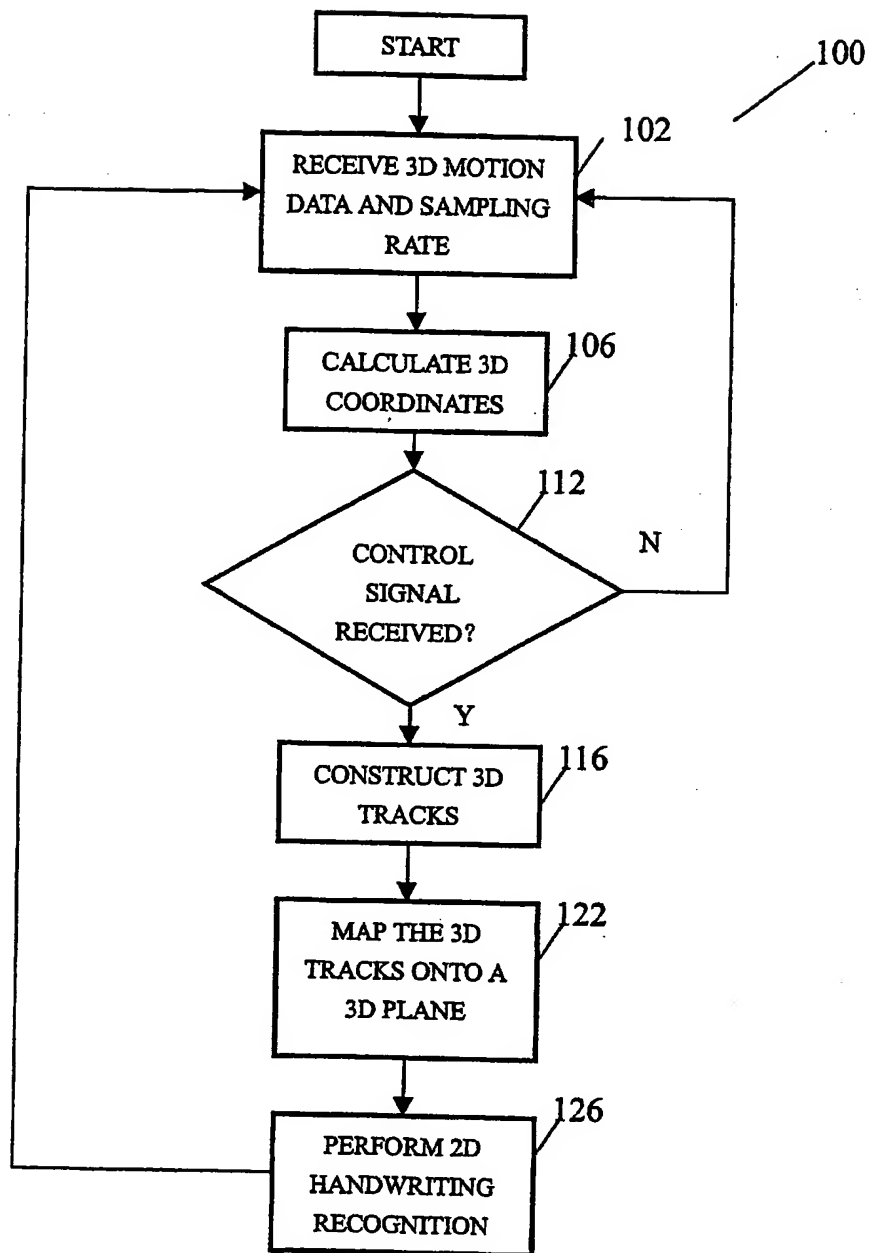 START
100
102
RECEIVE 3D MOTION
DATA AND SAMPLING
RATE
106
CALCULATE 3D
COORDINATES
112
CONTROL
SIGNAL
RECEIVED?
N
Y
116
CONSTRUCT 3D
TRACKS
122
MAP THE 3D
TRACKS ONTO A
3D PLANE
126
PERFORM 2D
HANDWRITING
RECOGNITION